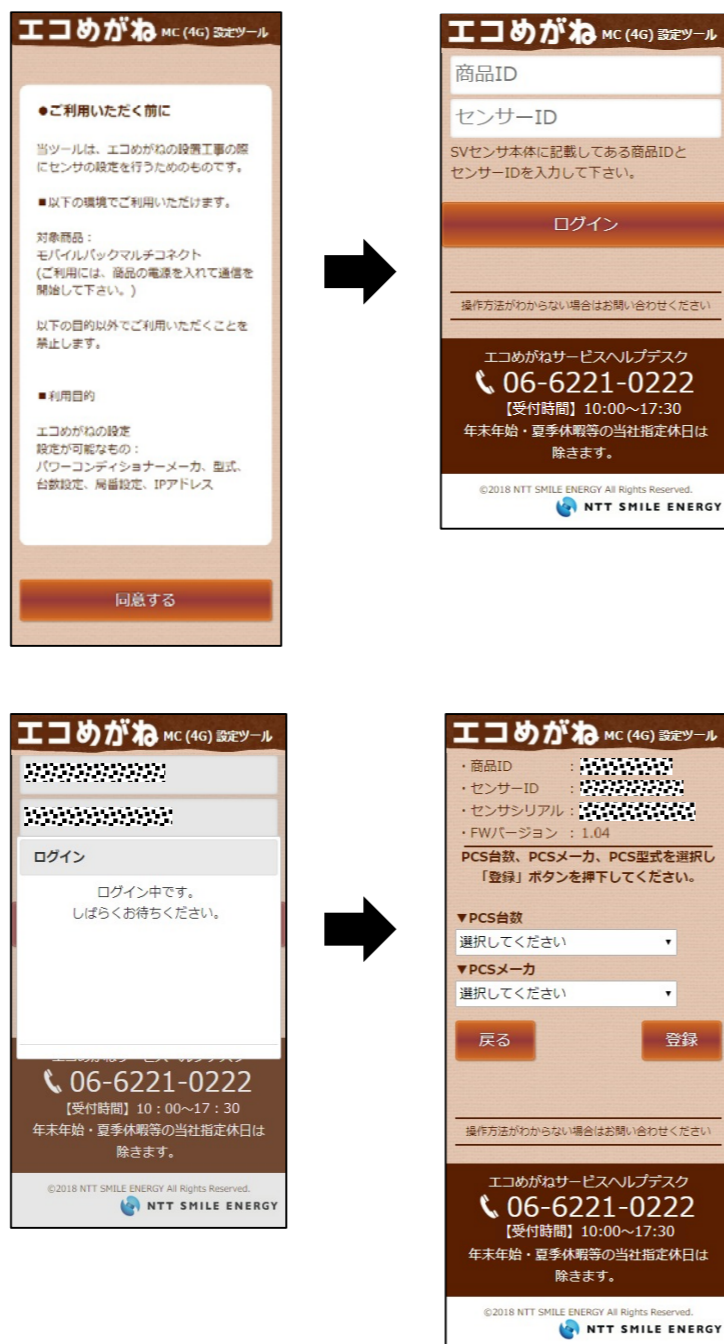 エコめがね MC (4G) 設定ツール
●ご利用いただく前に
当ツールは、エコめがねの設置工事の際
にセンサの設定を行うためのものです。
■以下の環境でご利用いただけます。
対象商品：
モバイルパックマルチコネクト
(ご利用には、商品の電源を入れて通信を
開始して下さい。)
以下の目的以外でご利用いただくことを
禁止します。
■利用目的
エコめがねの設定
設定が可能なもの：
パワーコンディショナーメーカ、型式、
台数設定、局番設定、IPアドレス
同意する
エコめがね MC (4G) 設定ツール
商品ID
センサーID
SVセンサ本体に記載してある商品IDと
センサーIDを入力して下さい。
ログイン
操作方法がわからない場合はお問い合わせください
エコめがねサービスヘルプデスク
06-6221-0222
【受付時間】10:00～17:30
年末年始・夏季休暇等の当社指定休日は
除きます。
©2018 NTT SMILE ENERGY All Rights Reserved.
NTT SMILE ENERGY
エコめがね MC (4G) 設定ツール
ログイン
ログイン中です。
しばらくお待ちください。
エコめがねサービスヘルプデスク
06-6221-0222
【受付時間】10：00～17：30
年末年始・夏季休暇等の当社指定休日は
除きます。
©2018 NTT SMILE ENERGY All Rights Reserved.
NTT SMILE ENERGY
エコめがね MC (4G) 設定ツール
・商品ID ：
・センサーID ：
・センサシリアル：
・FWバージョン ：1.04
PCS台数、PCSメーカ、PCS型式を選択し
「登録」ボタンを押下してください。
▼PCS台数
選択してください
▼PCSメーカ
選択してください
戻る 登録
操作方法がわからない場合はお問い合わせください
エコめがねサービスヘルプデスク
06-6221-0222
【受付時間】10:00～17:30
年末年始・夏季休暇等の当社指定休日は
除きます。
©2018 NTT SMILE ENERGY All Rights Reserved.
NTT SMILE ENERGY